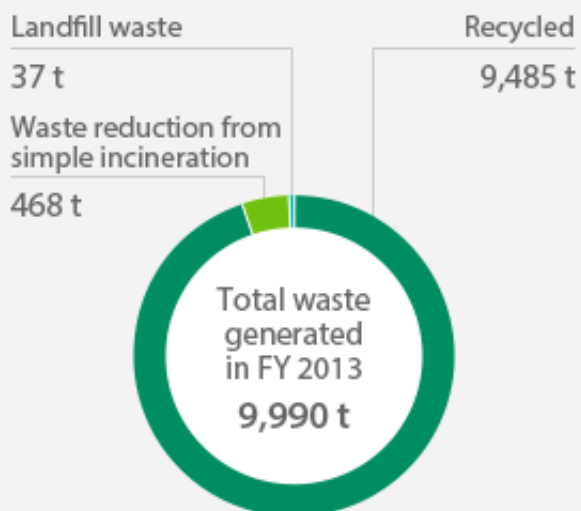 Landfill waste
37 t
Waste reduction from
simple incineration
468 t
Recycled
9,485 t
Total waste
generated
in FY 2013
9,990 t